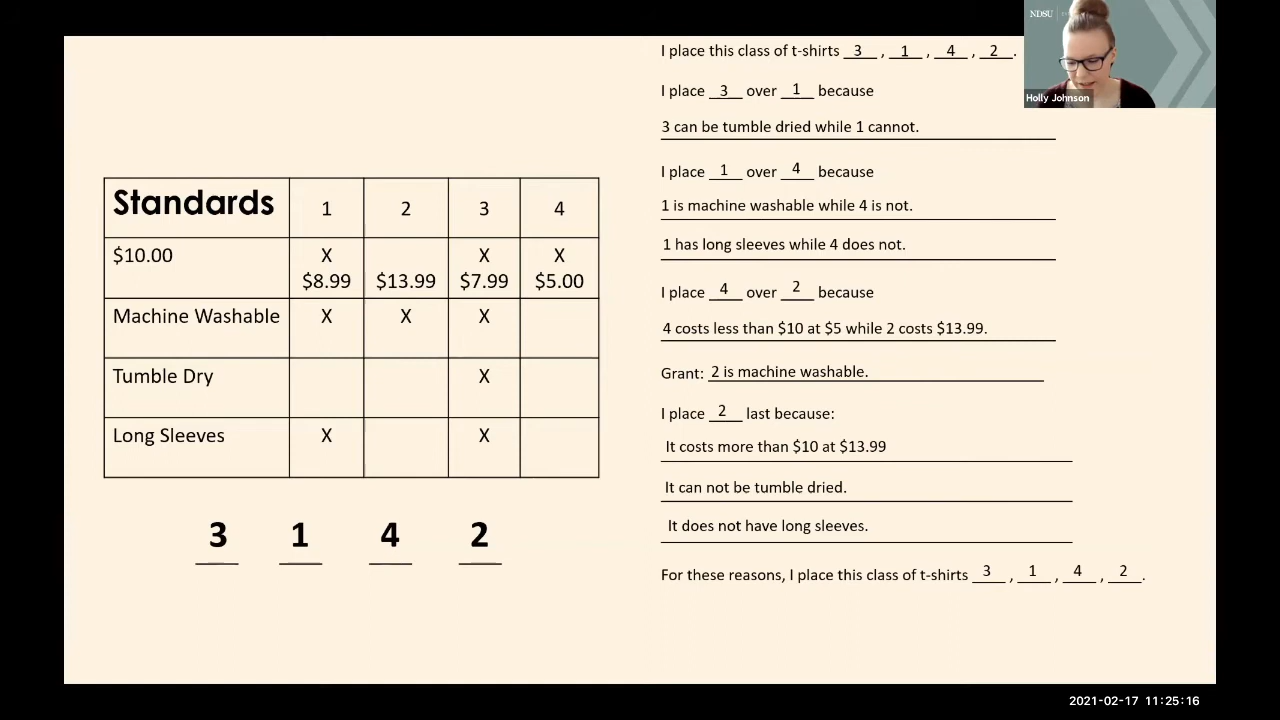 NDSU
Holly Johnson
I place this class of t-shirts 3 , 1 , 4 , 2 .
I place 3 over 1 because
3 can be tumble dried while 1 cannot.
I place 1 over 4 because
1 is machine washable while 4 is not.
1 has long sleeves while 4 does not.
I place 4 over 2 because
4 costs less than $10 at $5 while 2 costs $13.99.
Grant: 2 is machine washable.
I place 2 last because:
It costs more than $10 at $13.99
It can not be tumble dried.
It does not have long sleeves.
For these reasons, I place this class of t-shirts 3 , 1 , 4 , 2 .
Standards 1 2 3 4
$10.00 X X X
$8.99 $13.99 $7.99 $5.00
Machine Washable X X X
Tumble Dry X
Long Sleeves X X
3 1 4 2
2021-02-17 11:25:16